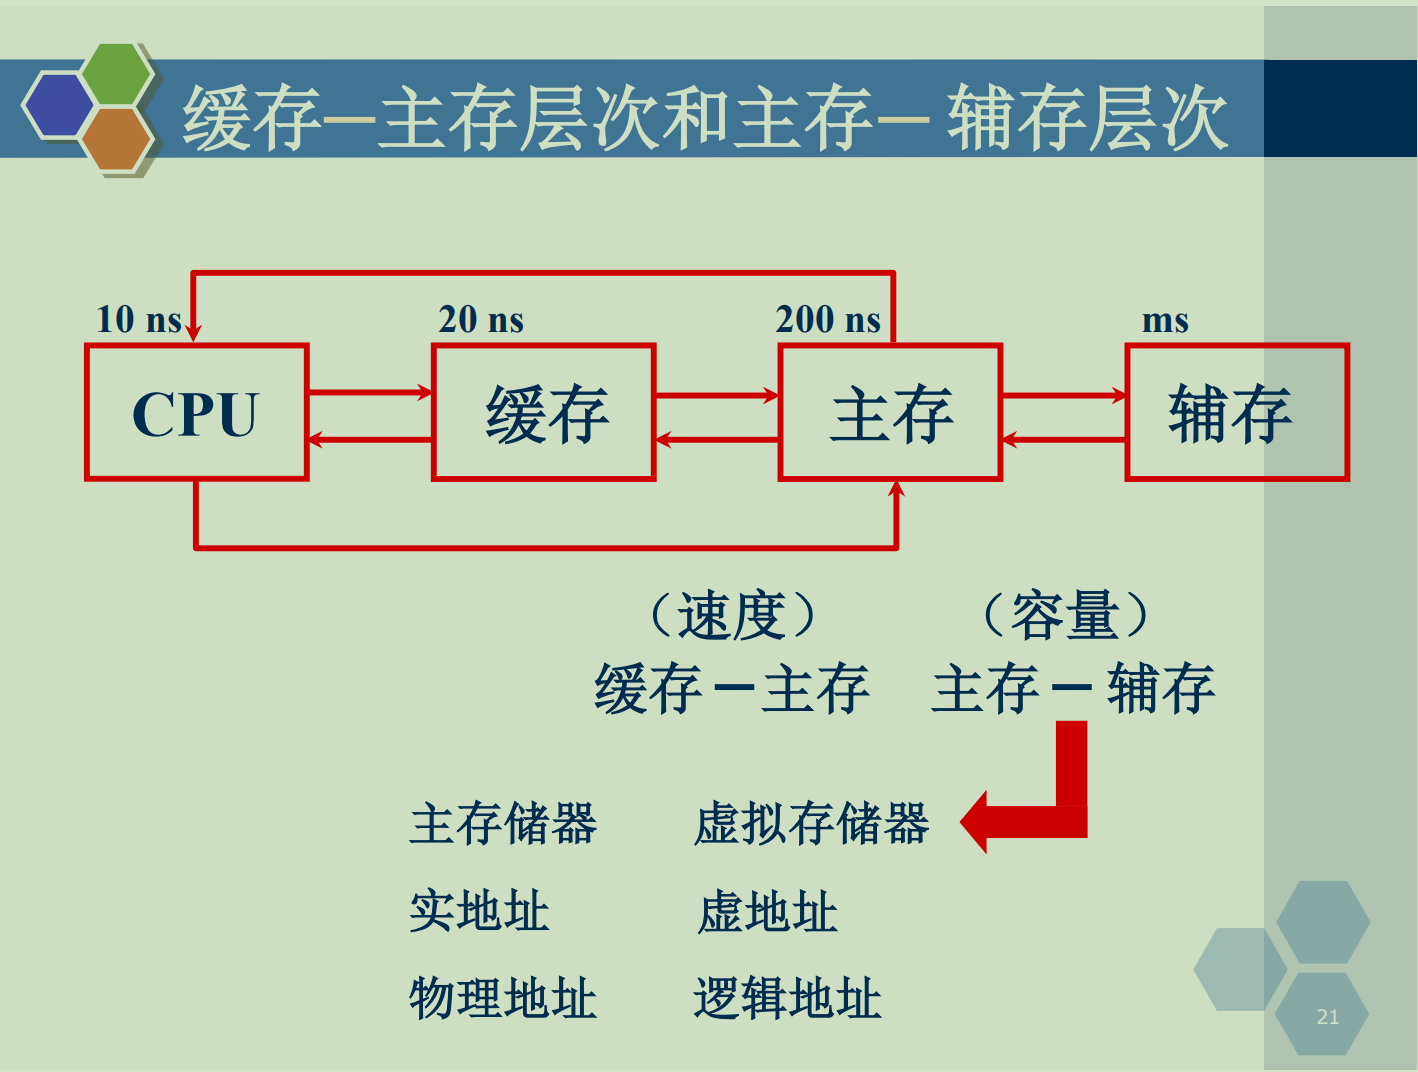 缓存—主存层次和主存— 辅存层次
10 ns 20 ns 200 ns ms
CPU 缓存 主存 辅存
（速度） （容量）
缓存－主存 主存－辅存
主存储器 虚拟存储器
实地址 虚地址
物理地址 逻辑地址
21